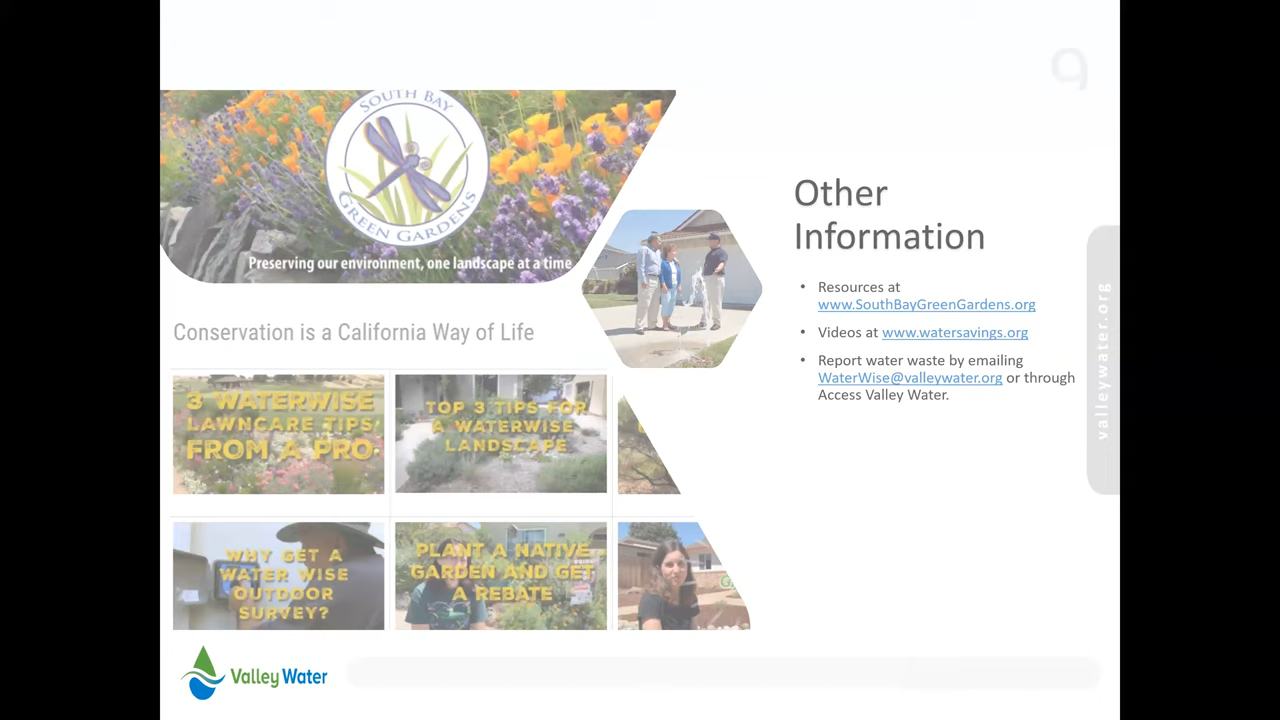 9
SOUTH BAY
GREEN GARDENS
Preserving our environment, one landscape at a time
Other
Information
• Resources at
www.SouthBayGreenGardens.org
• Videos at www.watersavings.org
• Report water waste by emailing
WaterWise@valleywater.org or through
Access Valley Water.
valleywater.org
Conservation is a California Way of Life
3 WATERWISE
LAWNCARE TIPS
FROM A PRO
TOP 3 TIPS FOR
A WATERWISE
LANDSCAPE
WHY GET A
WATER WISE
OUTDOOR
SURVEY?
PLANT A NATIVE
GARDEN AND GET
A REBATE
Valley Water